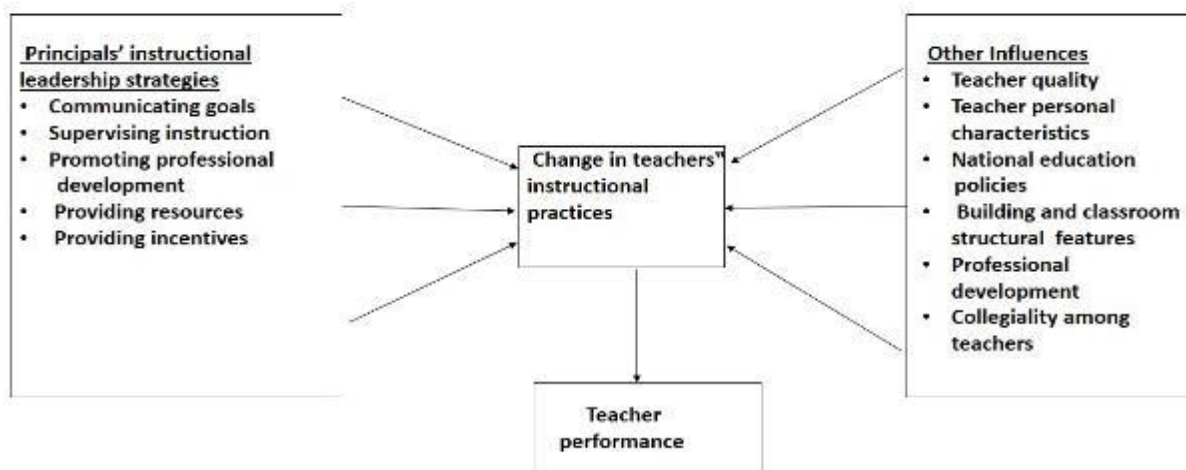 Principals' instructional
leadership strategies
• Communicating goals
• Supervising instruction
• Promoting professional
development
• Providing resources
• Providing incentives
Change in teachers"
instructional
practices
Teacher
performance
Other Influences
• Teacher quality
• Teacher personal
characteristics
• National education
policies
• Building and classroom
structural features
• Professional
development
• Collegiality among
teachers